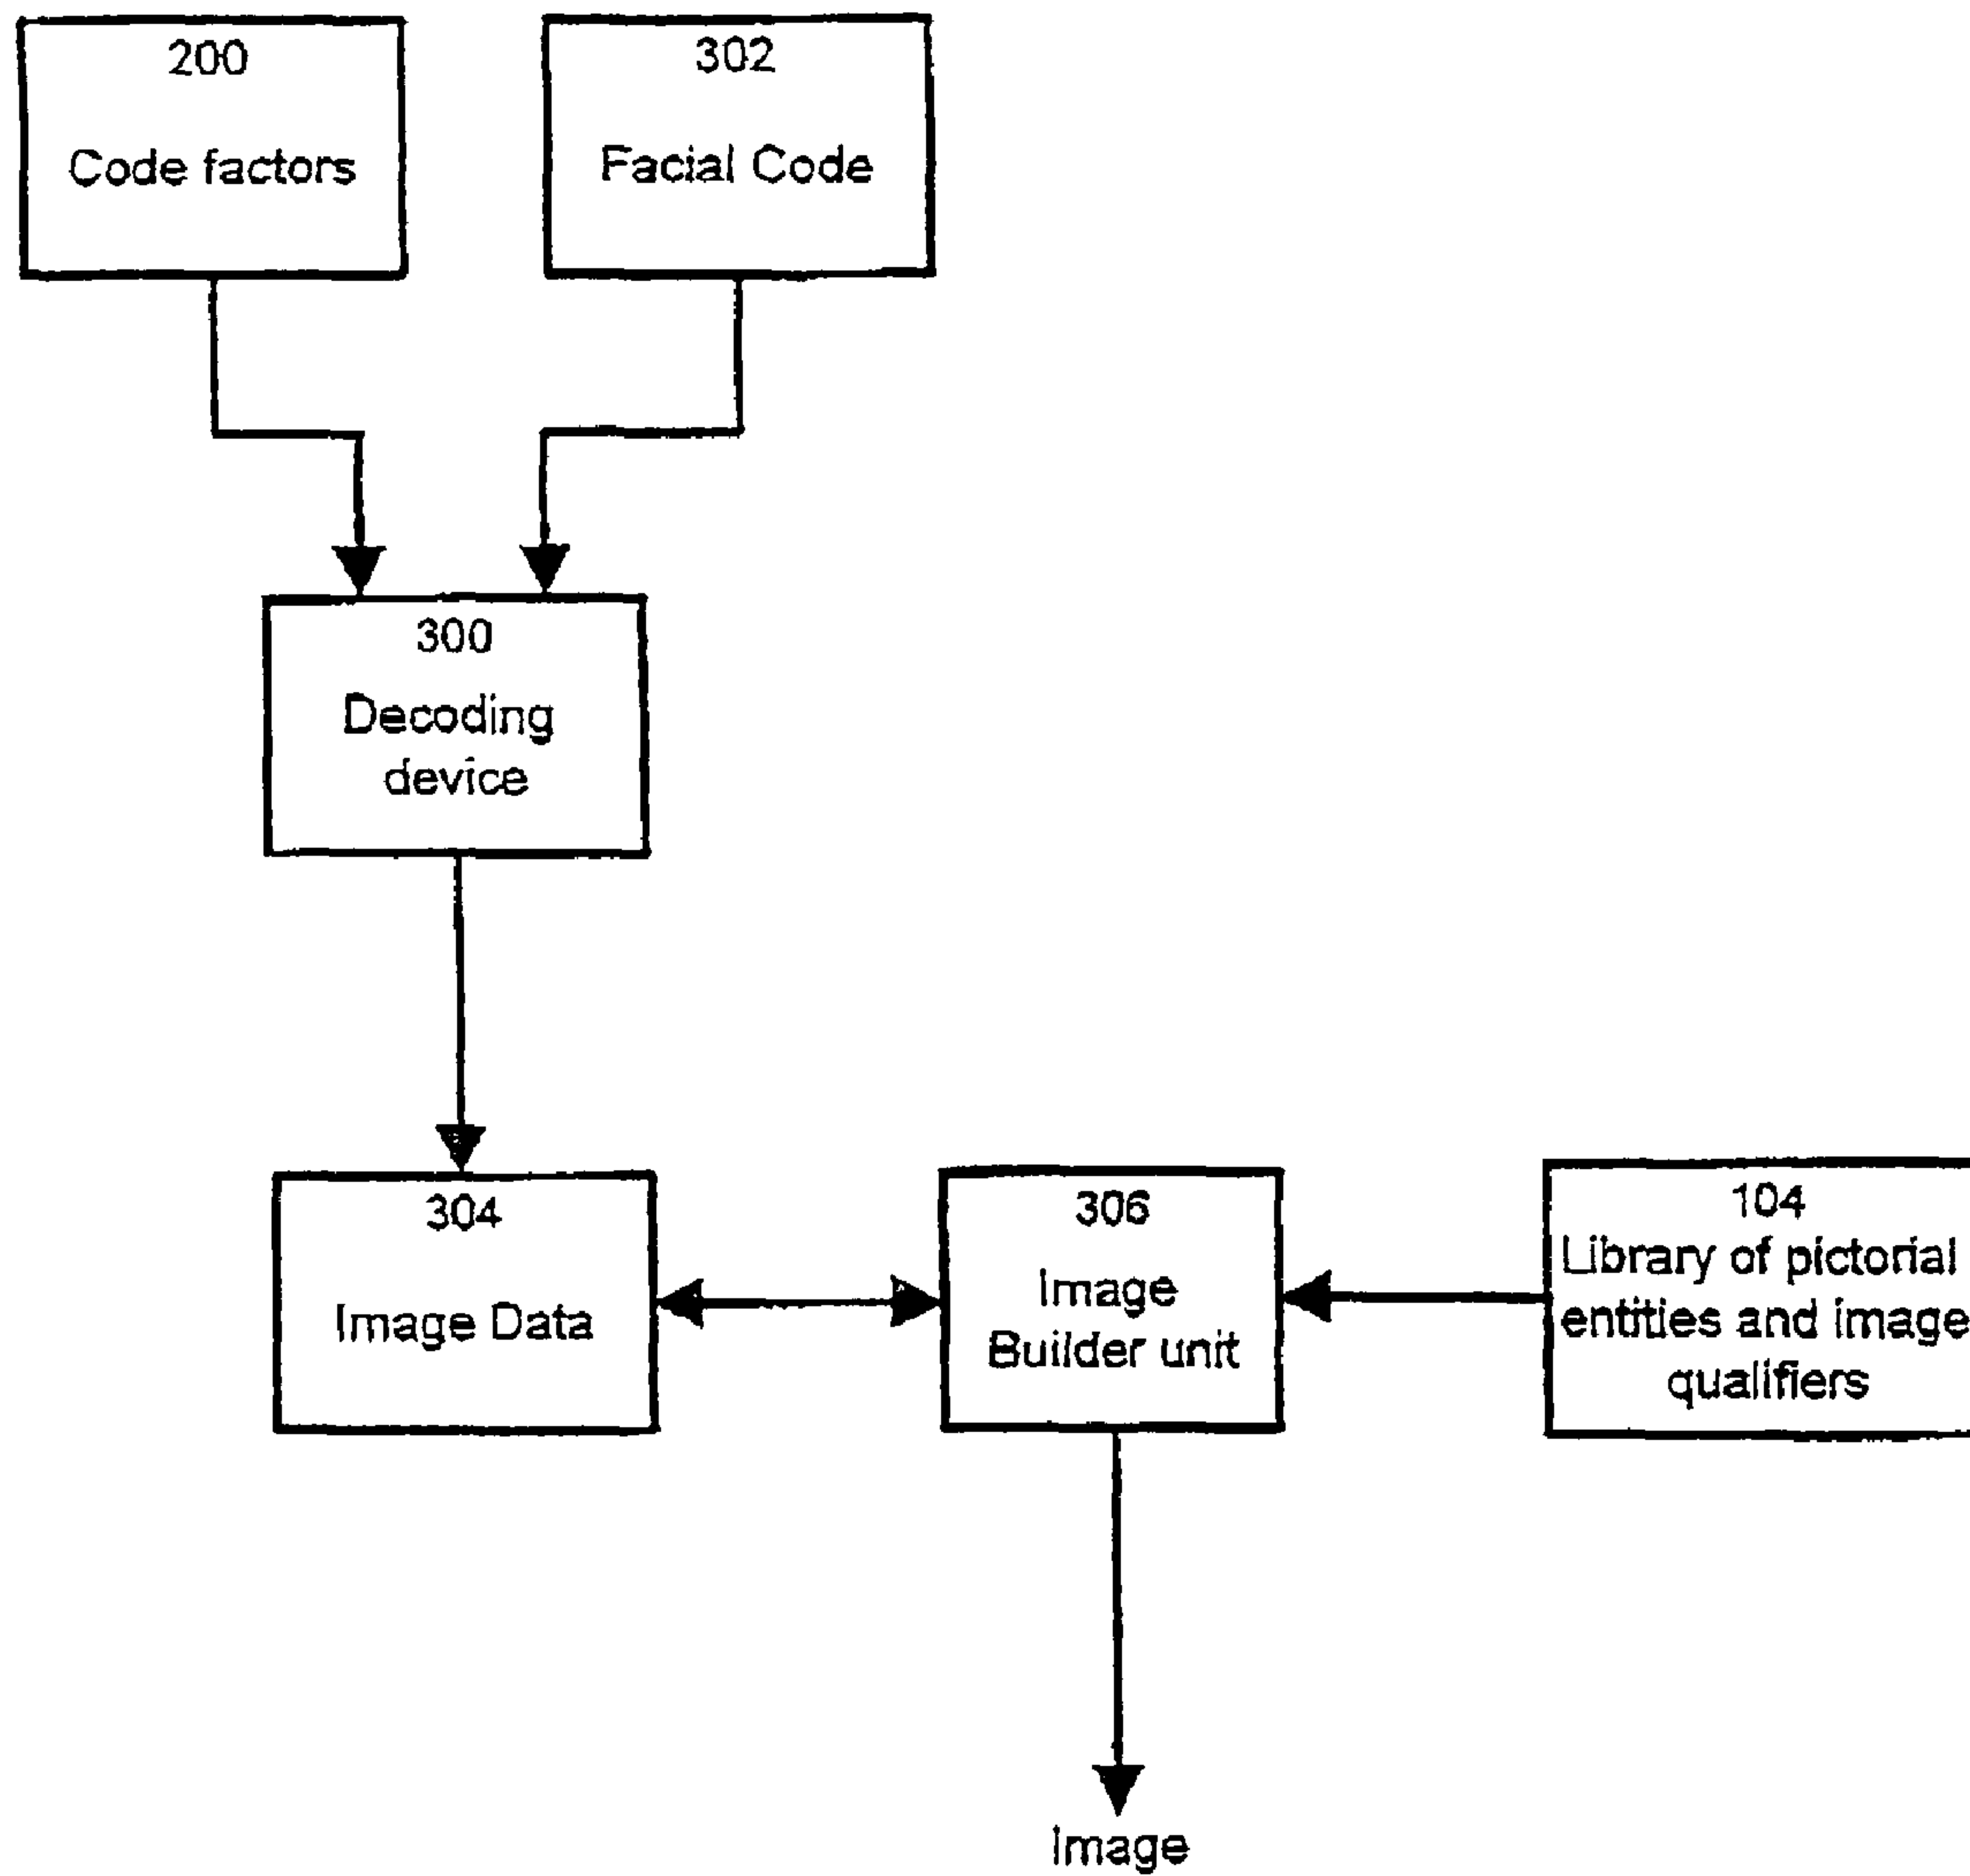 200
Code factors
302
Facial Code
300
Decoding
device
304
Image Data
306
Image
Builder unit
104
Library of pictorial
entities and image
qualifiers
Image